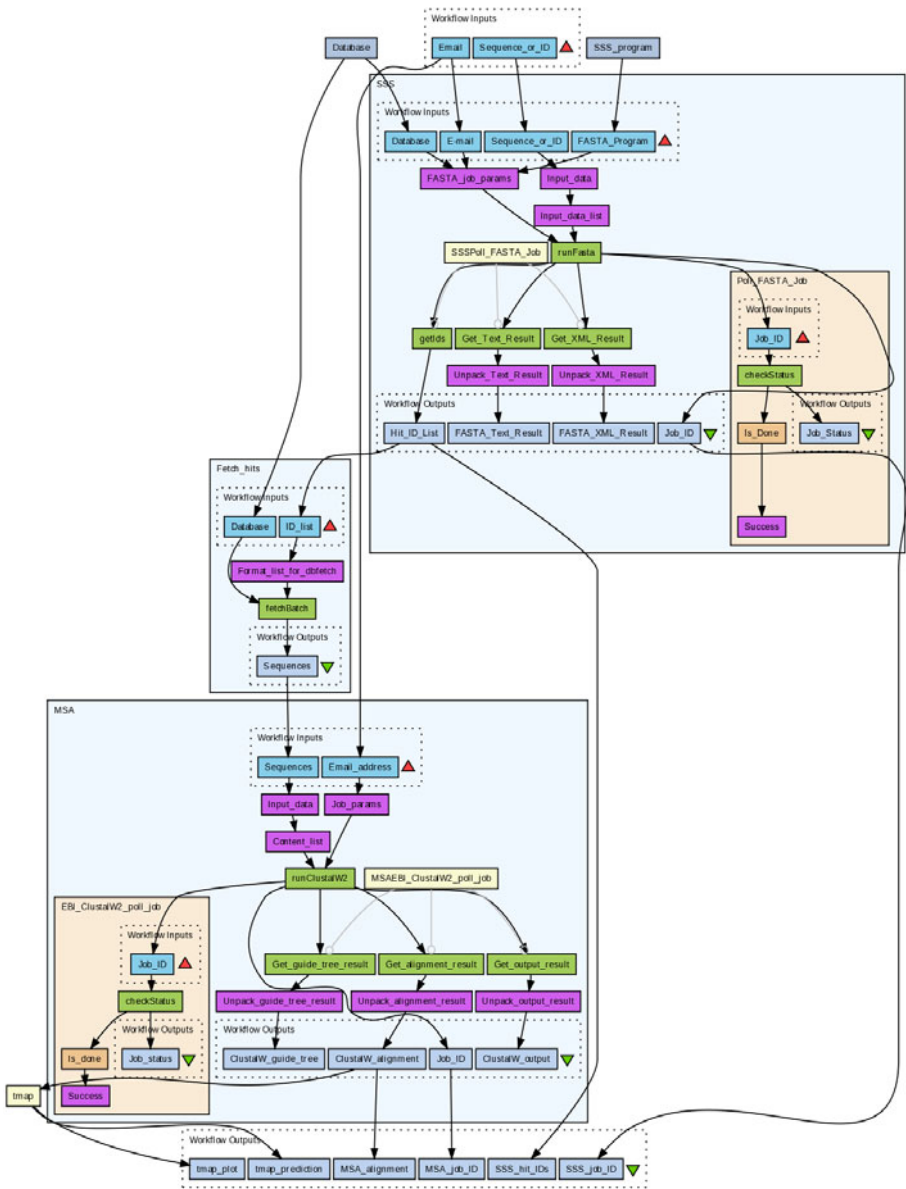 Workflow Inputs
Database
Email
Sequence_or_ID
SSS_program
SSS
Workflow Inputs
Database
E-mail
Sequence_or_ID
FASTA_Program
FASTA_job_params
Input_data
Input_data_list
SSSPoll_FASTA_Job
runFasta
Poll_FASTA_Job
Workflow Inputs
getIds
Get_Text_Result
Get_XML_Result
Job_ID
Unpack_Text_Result
Unpack_XML_Result
checkStatus
Workflow Outputs
Workflow Outputs
Hit_ID_List
FASTA_Text_Result
FASTA_XML_Result
Job_ID
Is_Done
Job_Status
Fetch_hits
Workflow Inputs
Database
ID_list
Success
Format_list_for_dbfetch
fetchBatch
Workflow Outputs
Sequences
MSA
Workflow Inputs
Sequences
Email_address
Input_data
Job_params
Content_list
runClustalW2
MSAEBI_ClustalW2_poll_job
EBI_ClustalW2_poll_job
Workflow Inputs
Job_ID
Get_guide_tree_result
Get_alignment_result
Get_output_result
checkStatus
Unpack_guide_tree_result
Unpack_alignment_result
Unpack_output_result
Workflow Outputs
Workflow Outputs
Is_done
Job_status
ClustalW_guide_tree
ClustalW_alignment
Job_ID
ClustalW_output
tmap
Success
Workflow Outputs
tmap_plot
tmap_prediction
MSA_alignment
MSA_job_ID
SSS_hit_IDs
SSS_job_ID